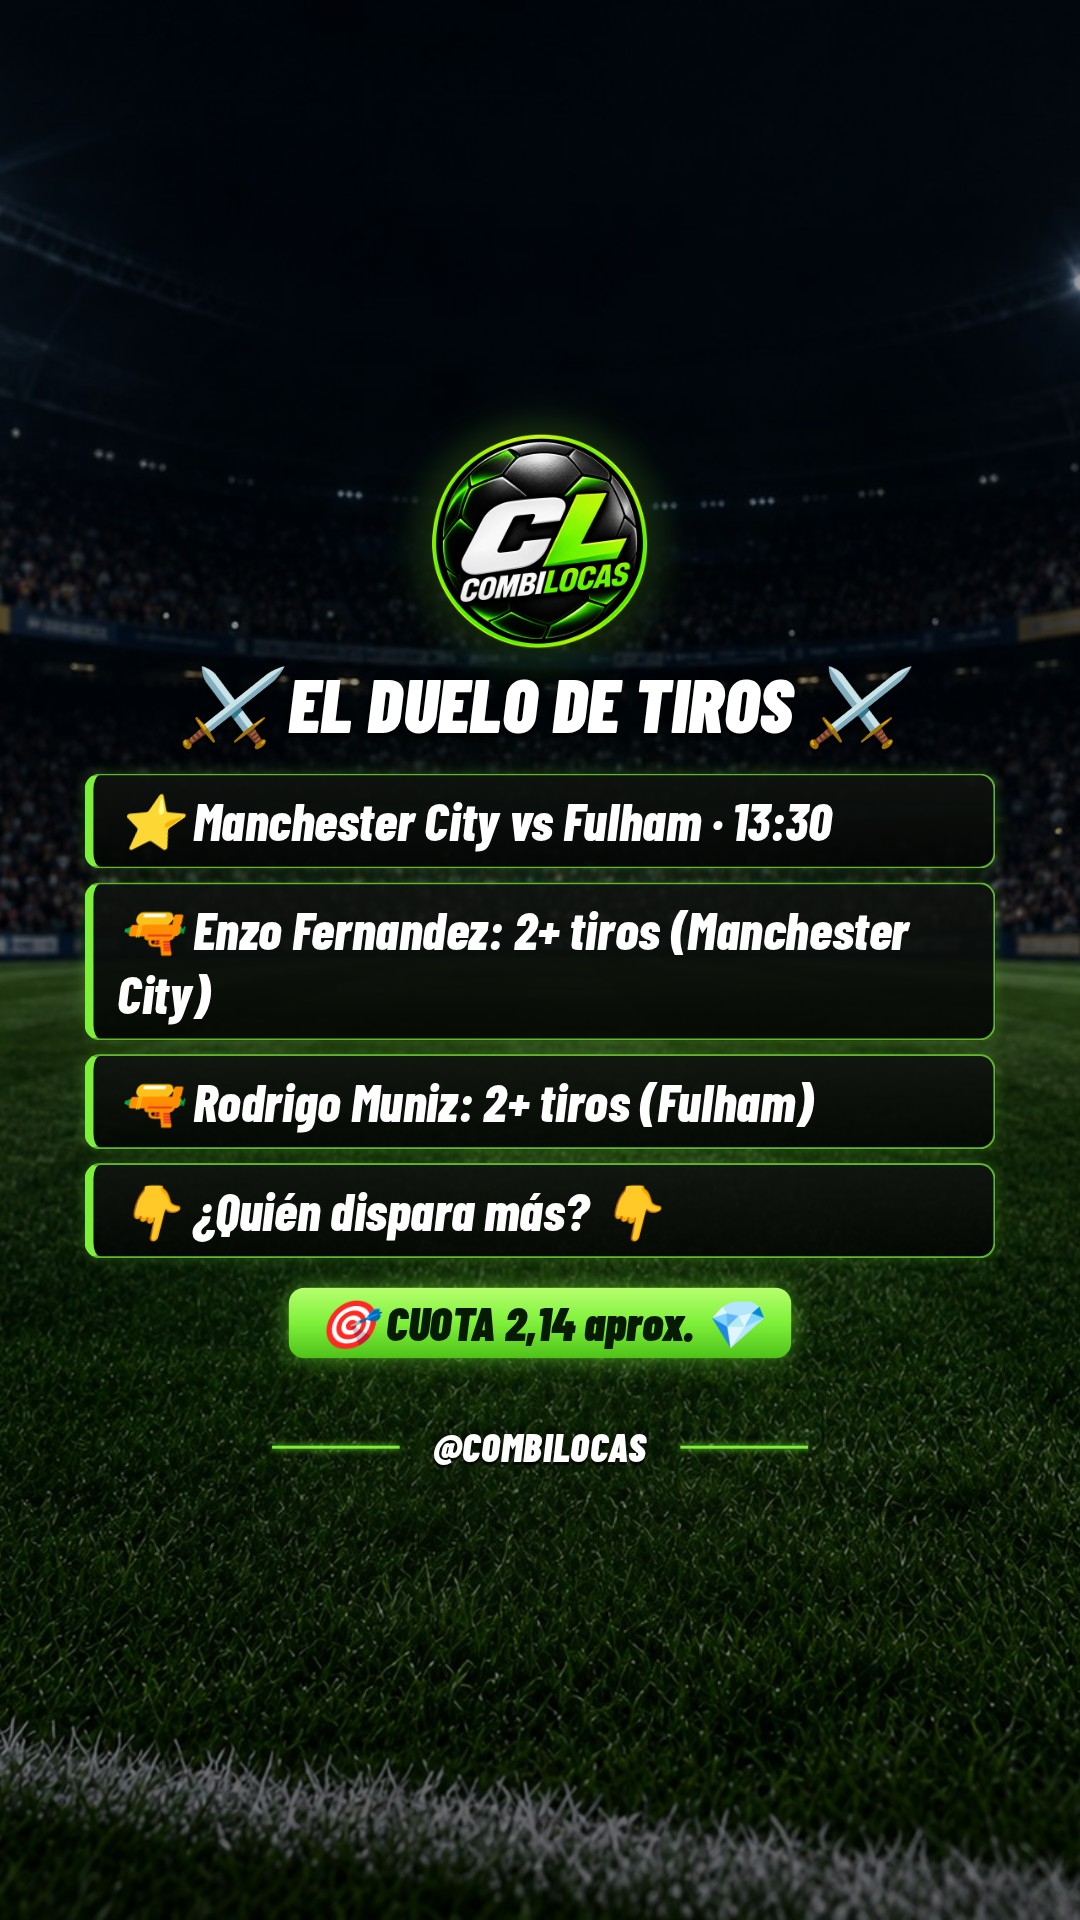 CL
COMBILOCAS
⚔️ EL DUELO DE TIROS ⚔️
⭐ Manchester City vs Fulham · 13:30
🔫 Enzo Fernandez: 2+ tiros (Manchester
City)
🔫 Rodrigo Muniz: 2+ tiros (Fulham)
👇 ¿Quién dispara más? 👇
🎯 CUOTA 2,14 aprox. 💎
@COMBILOCAS